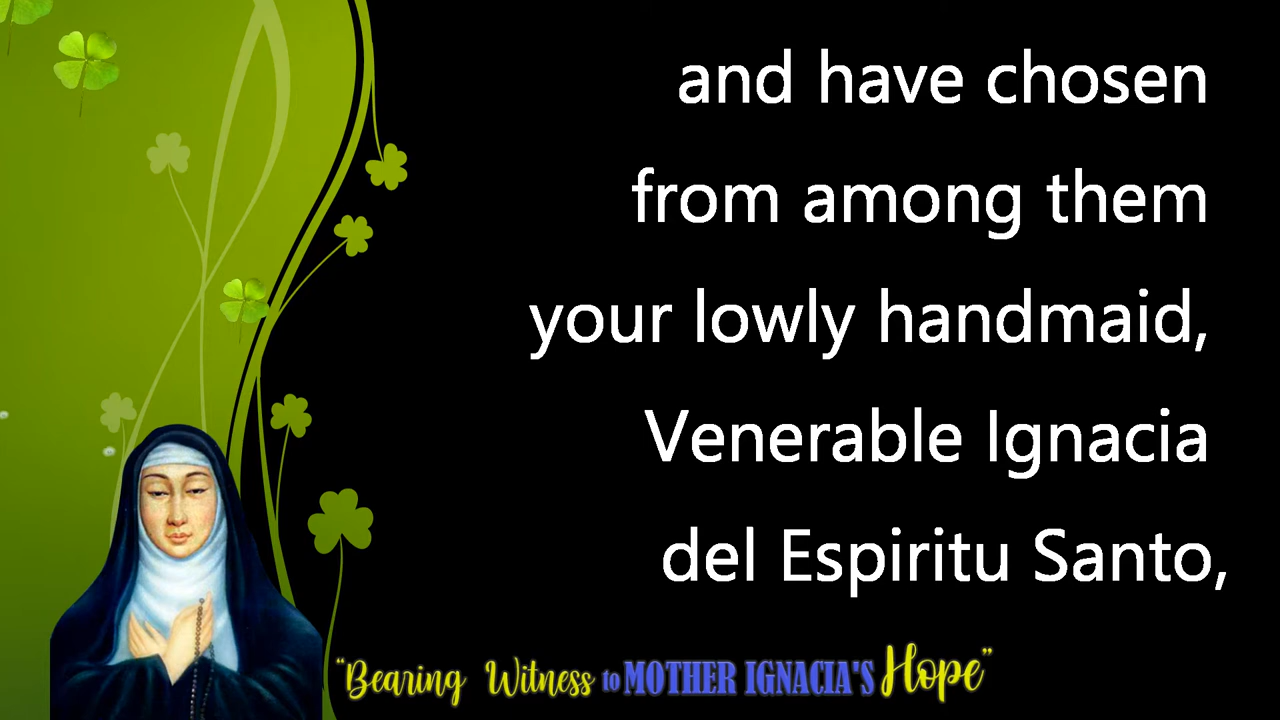 and have chosen
from among them
your lowly handmaid,
Venerable Ignacia
del Espiritu Santo,
"Bearing Witness to MOTHER IGNACIA'S Hope"